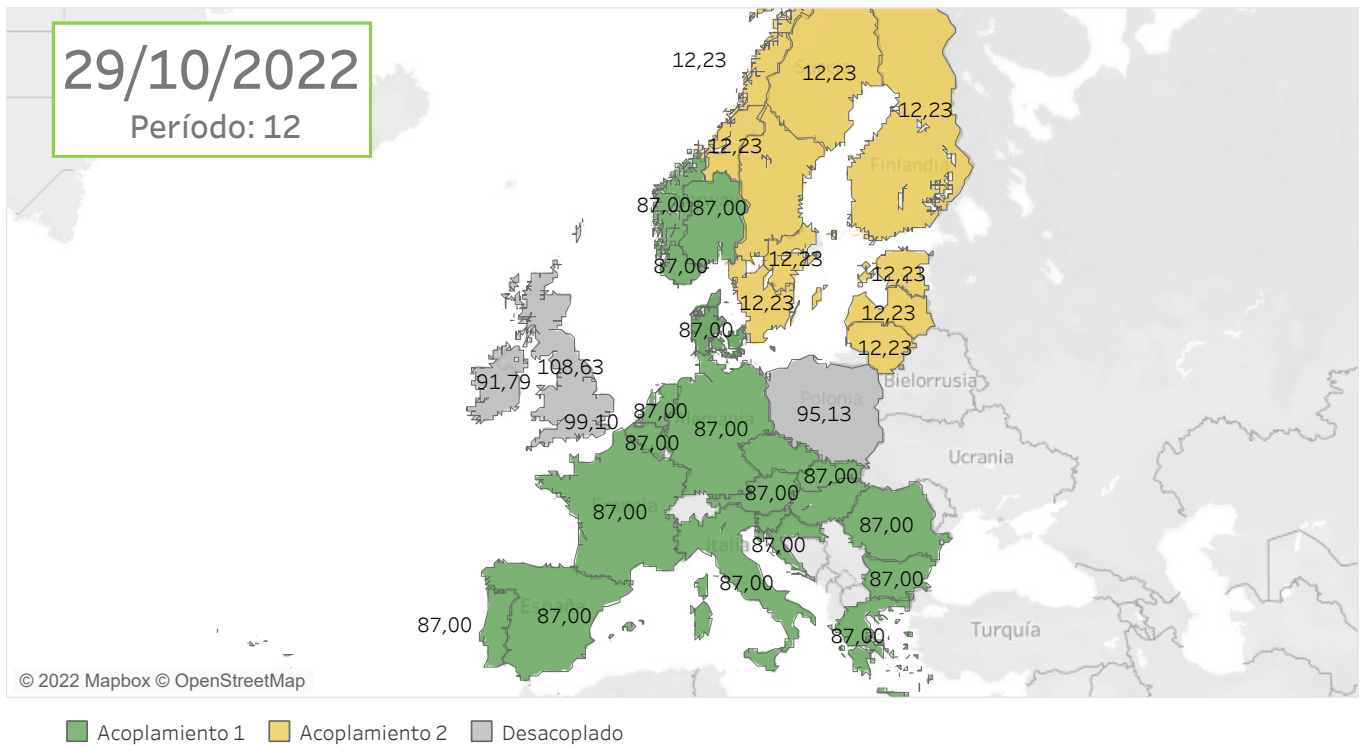 29/10/2022
Período: 12
12,23
12,23
12,23
12,23
Finlandia
87,00
87,00
87,00
12,23
12,23
12,23
12,23
12,23
87,00
108,63
91,79
99,10
87,00
87,00
Alemania
87,00
Polonia
95,13
Bielorrusia
Ucrania
87,00
87,00
Francia
87,00
87,00
Italia
87,00
87,00
87,00
España
87,00
87,00
87,00
Turquía
© 2022 Mapbox © OpenStreetMap
Acoplamiento 1
Acoplamiento 2
Desacoplado